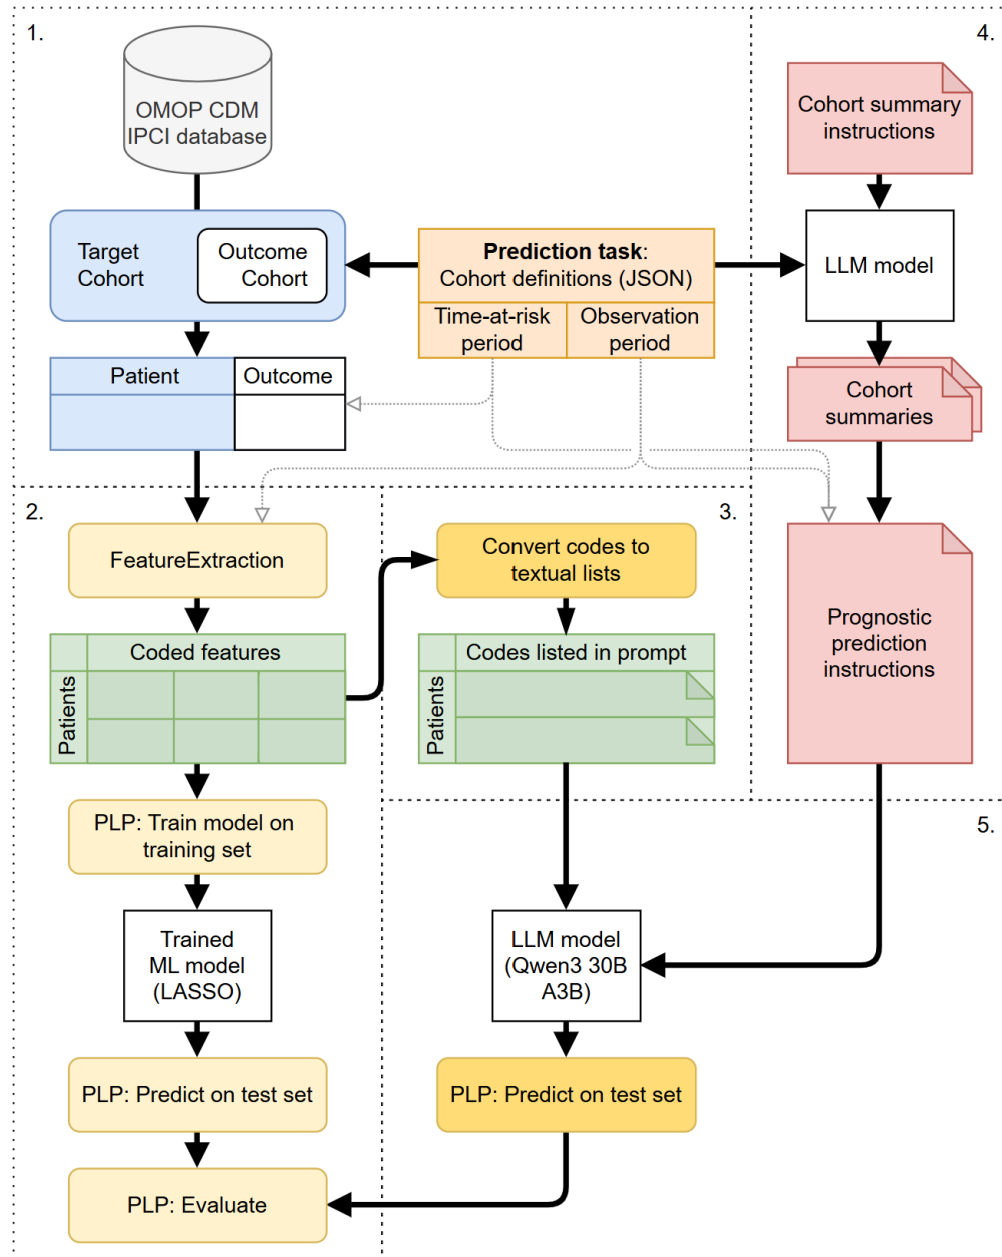 1.
OMOP CDM
IPCI database
Target
Cohort
Outcome
Cohort
Prediction task:
Cohort definitions (JSON)
Time-at-risk
period
Observation
period
Patient
Outcome
4.
Cohort summary
instructions
LLM model
Cohort
summaries
Prognostic
prediction
instructions
2.
FeatureExtraction
Coded features
Patients
PLP: Train model on
training set
Trained
ML model
(LASSO)
PLP: Predict on test set
PLP: Evaluate
3.
Convert codes to
textual lists
Codes listed in prompt
Patients
5.
LLM model
(Qwen3 30B
A3B)
PLP: Predict on test set